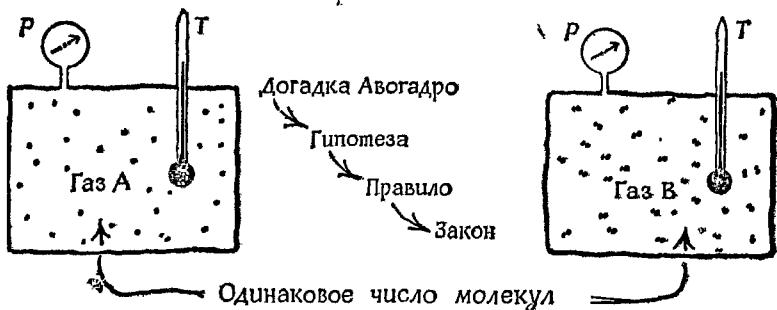 P
T
Газ А
Догадка Авогадро
Гипотеза
Правило
Закон
P
T
Газ В
Одинаковое число молекул